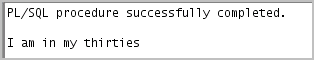 PL/SQL procedure successfully completed.
I am in my thirties